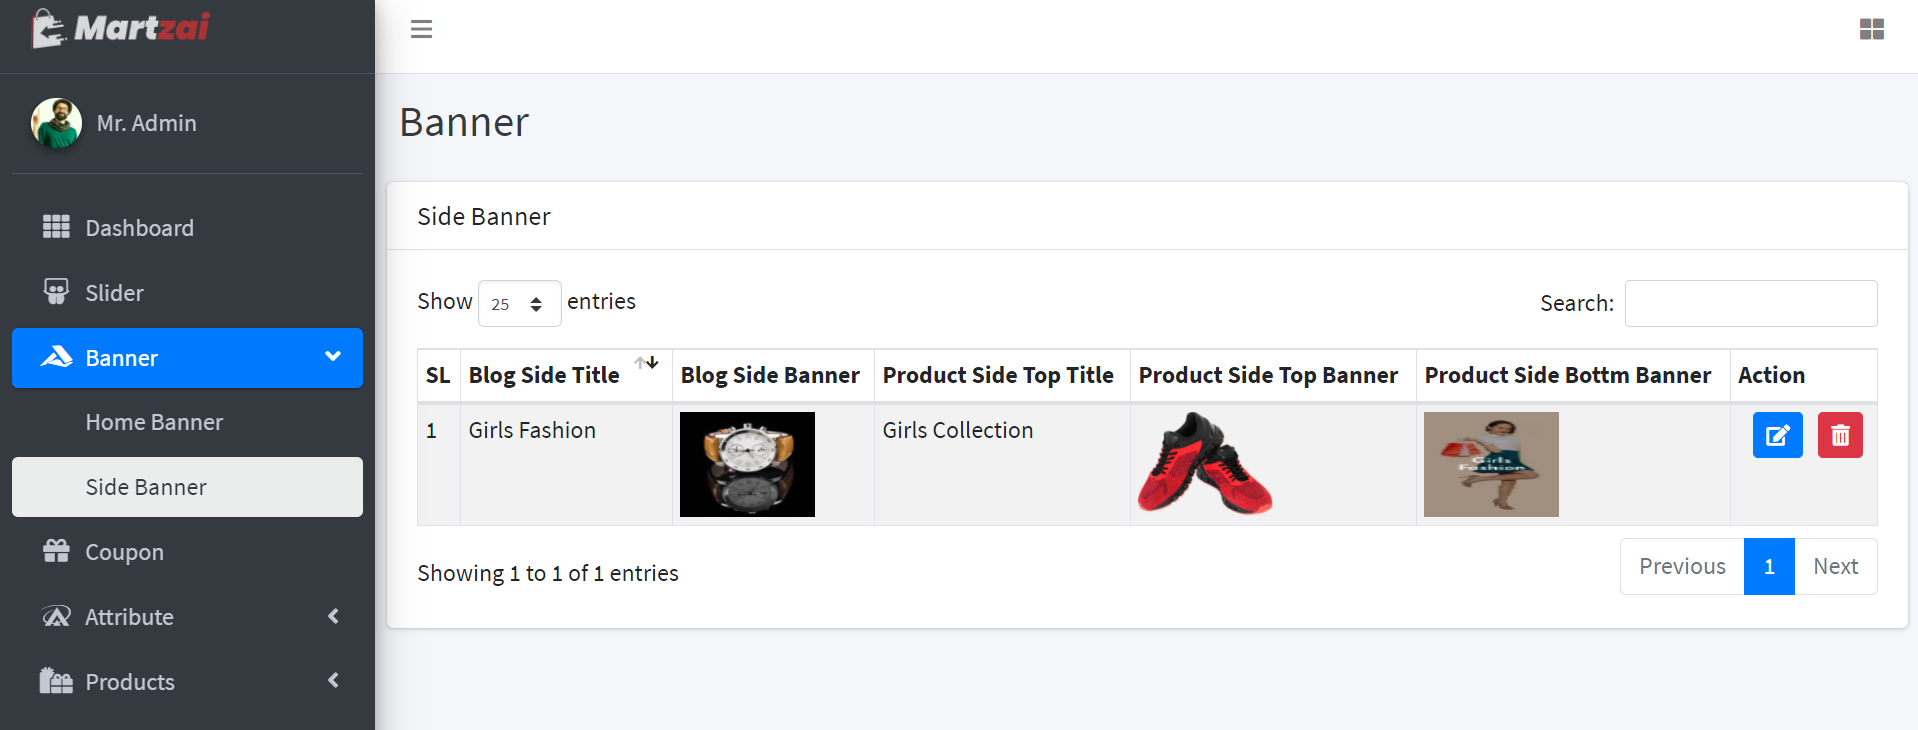 Martzai
Mr. Admin
Dashboard
Slider
Banner
Home Banner
Side Banner
Coupon
Attribute
Products
Banner
Side Banner
Show 25 entries
Search:
SL Blog Side Title Blog Side Banner Product Side Top Title Product Side Top Banner Product Side Bottm Banner Action
1 Girls Fashion Girls Collection
Girls
Fashion
Showing 1 to 1 of 1 entries
Previous 1 Next